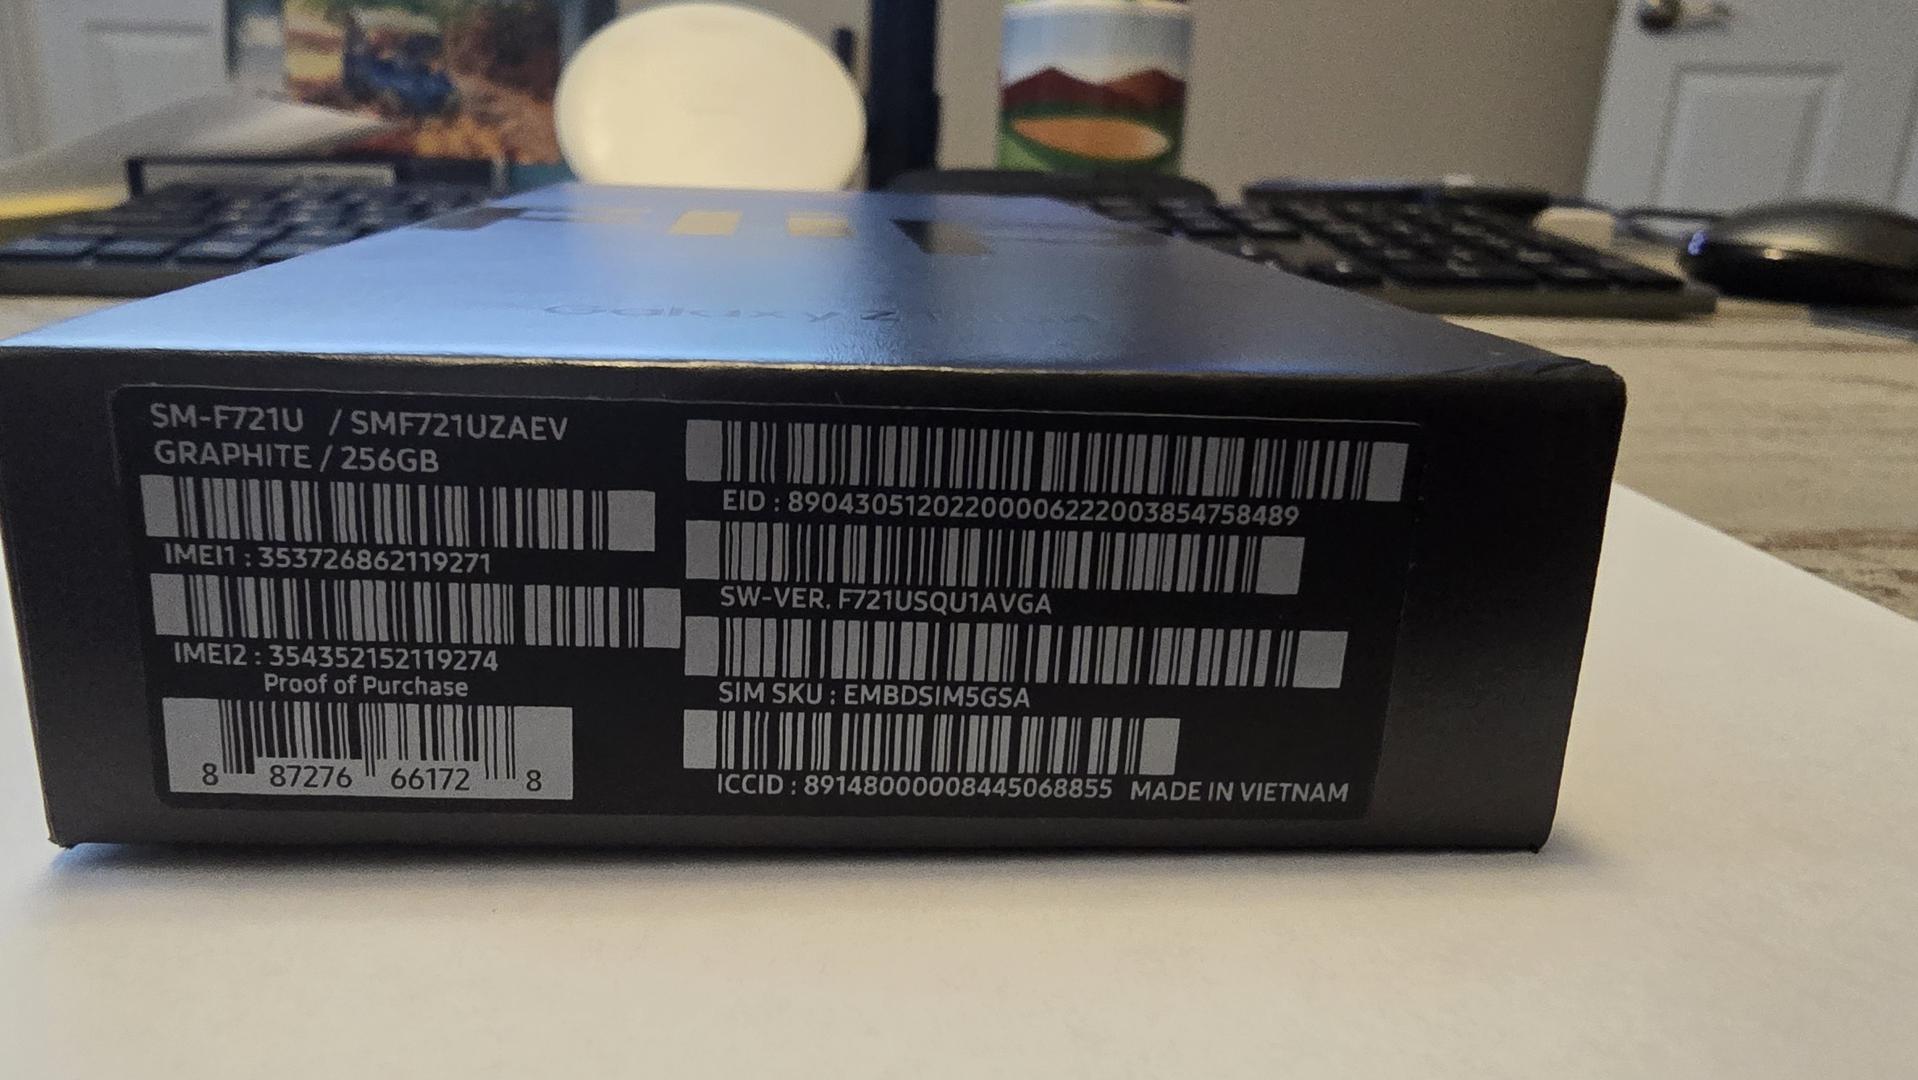 Galaxy Z
SM-F721U / SMF721UZAEV
GRAPHITE / 256GB
IMEI1 : 353726862119271
IMEI2 : 354352152119274
Proof of Purchase
8 87276 66172 8
EID : 89043051202200006222003854758489
SW-VER. F721USQU1AVGA
SIM SKU : EMBDSIM5GSA
ICCID : 89148000008445068855 MADE IN VIETNAM